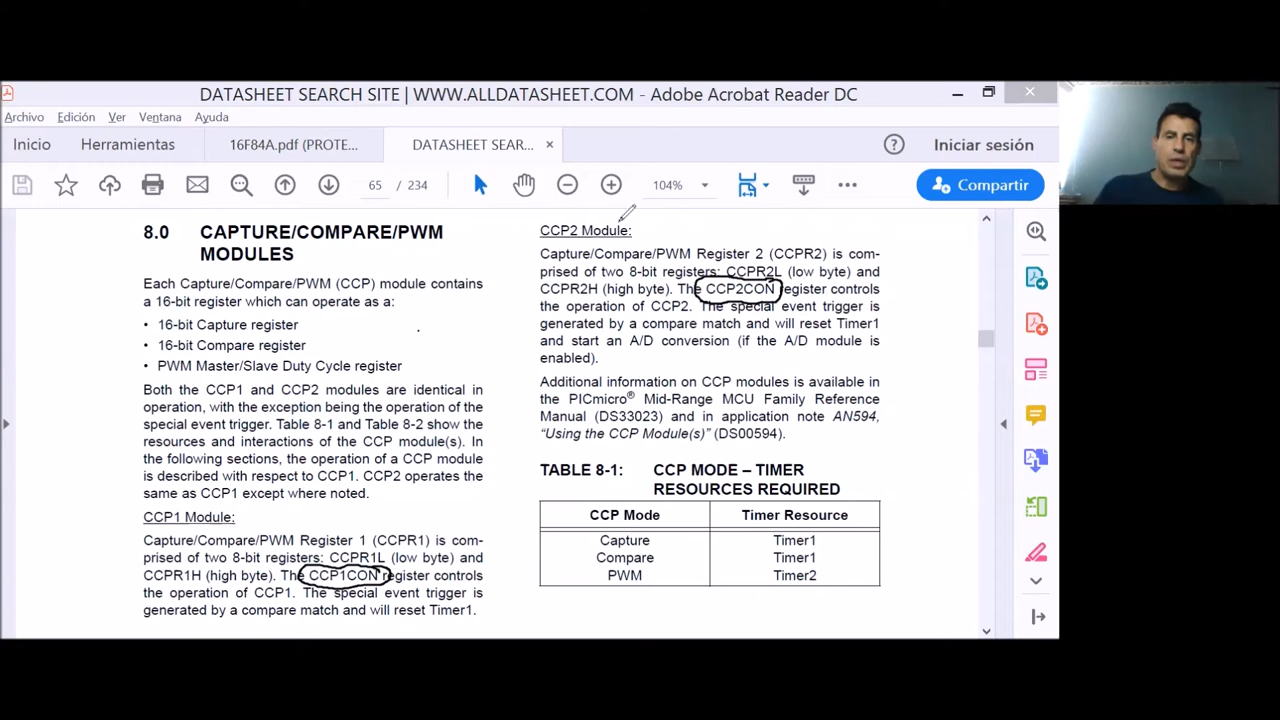 DATASHEET SEARCH SITE | WWW.ALLDATASHEET.COM - Adobe Acrobat Reader DC
Archivo Edición Ver Ventana Ayuda
Inicio Herramientas 16F84A.pdf (PROTE... DATASHEET SEAR... × ? Iniciar sesión
65 / 234 104% Compartir
8.0 CAPTURE/COMPARE/PWM
MODULES
Each Capture/Compare/PWM (CCP) module contains
a 16-bit register which can operate as a:
• 16-bit Capture register
• 16-bit Compare register
• PWM Master/Slave Duty Cycle register
Both the CCP1 and CCP2 modules are identical in
operation, with the exception being the operation of the
special event trigger. Table 8-1 and Table 8-2 show the
resources and interactions of the CCP module(s). In
the following sections, the operation of a CCP module
is described with respect to CCP1. CCP2 operates the
same as CCP1 except where noted.
CCP1 Module:
Capture/Compare/PWM Register 1 (CCPR1) is com-
prised of two 8-bit registers: CCPR1L (low byte) and
CCPR1H (high byte). The CCP1CON register controls
the operation of CCP1. The special event trigger is
generated by a compare match and will reset Timer1.
CCP2 Module:
Capture/Compare/PWM Register 2 (CCPR2) is com-
prised of two 8-bit registers: CCPR2L (low byte) and
CCPR2H (high byte). The CCP2CON register controls
the operation of CCP2. The special event trigger is
generated by a compare match and will reset Timer1
and start an A/D conversion (if the A/D module is
enabled).
Additional information on CCP modules is available in
the PICmicro® Mid-Range MCU Family Reference
Manual (DS33023) and in application note AN594,
“Using the CCP Module(s)” (DS00594).
TABLE 8-1: CCP MODE – TIMER
RESOURCES REQUIRED
CCP Mode Timer Resource
Capture Timer1
Compare Timer1
PWM Timer2